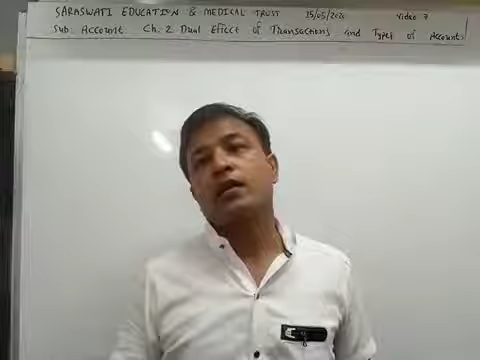 SARASWATI EDUCATION & MEDICAL TRUST 15/05/2020 Video 7
Sub: Account Ch. 2 Dual Effect of Transactions and Types of Accounts